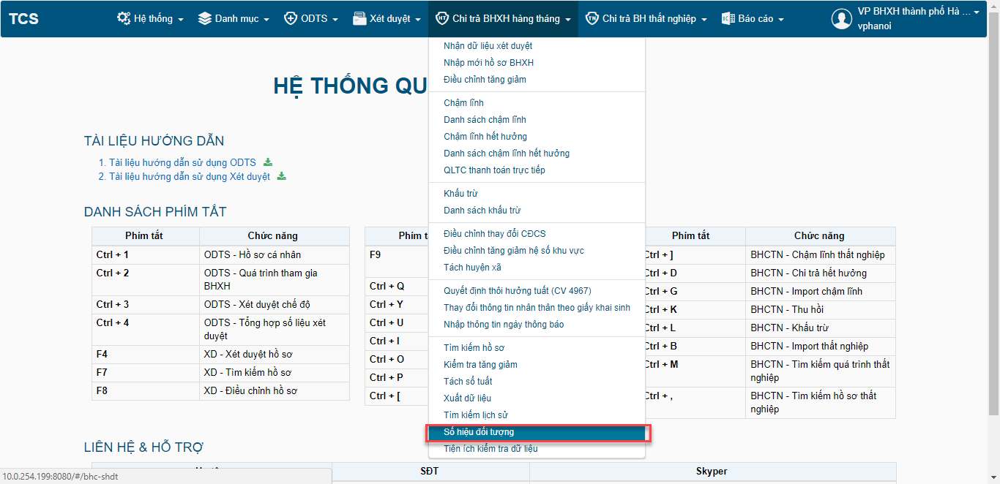 TCS
Hệ thống
Danh mục
ODTS
Xét duyệt
Chi trả BHXH hàng tháng
Chi trả BH thất nghiệp
Báo cáo
VP BHXH thành phố Hà ...
vphanoi
Nhận dữ liệu xét duyệt
Nhập mới hồ sơ BHXH
Điều chỉnh tăng giảm
Chậm lĩnh
Danh sách chậm lĩnh
Chậm lĩnh hết hưởng
Danh sách chậm lĩnh hết hưởng
QLTC thanh toán trực tiếp
Khấu trừ
Danh sách khấu trừ
Điều chỉnh thay đổi CĐCS
Điều chỉnh tăng giảm hệ số khu vực
Tách huyện xã
Quyết định thôi hưởng tuất (CV 4967)
Thay đổi thông tin nhân thân theo giấy khai sinh
Nhập thông tin ngày thông báo
Tìm kiếm hồ sơ
Kiểm tra tăng giảm
Tách sổ tuất
Xuất dữ liệu
Tìm kiếm lịch sử
Số hiệu đối tượng
Tiện ích kiểm tra dữ liệu
HỆ THỐNG QU
TÀI LIỆU HƯỚNG DẪN
1. Tài liệu hướng dẫn sử dụng ODTS
2. Tài liệu hướng dẫn sử dụng Xét duyệt
DANH SÁCH PHÍM TẮT
Phím tắt Chức năng
Ctrl + 1 ODTS - Hồ sơ cá nhân
Ctrl + 2 ODTS - Quá trình tham gia
BHXH
Ctrl + 3 ODTS - Xét duyệt chế độ
Ctrl + 4 ODTS - Tổng hợp số liệu xét
duyệt
F4 XD - Xét duyệt hồ sơ
F7 XD - Tìm kiếm hồ sơ
F8 XD - Điều chỉnh hồ sơ
Phím t
F9
Ctrl + Q
Ctrl + Y
Ctrl + U
Ctrl + I
Ctrl + O
Ctrl + P
Ctrl + [
Phím tắt Chức năng
Ctrl + ] BHCTN - Chậm lĩnh thất nghiệp
Ctrl + D BHCTN - Chi trả hết hưởng
Ctrl + G BHCTN - Import chậm lĩnh
Ctrl + K BHCTN - Thu hồi
Ctrl + L BHCTN - Khấu trừ
Ctrl + B BHCTN - Import thất nghiệp
Ctrl + M BHCTN - Tìm kiếm quá trình thất
nghiệp
Ctrl + , BHCTN - Tìm kiếm hồ sơ thất
nghiệp
LIÊN HỆ & HỖ TRỢ
SĐT Skyper
10.0.254.199:8080/#/bhc-shdt